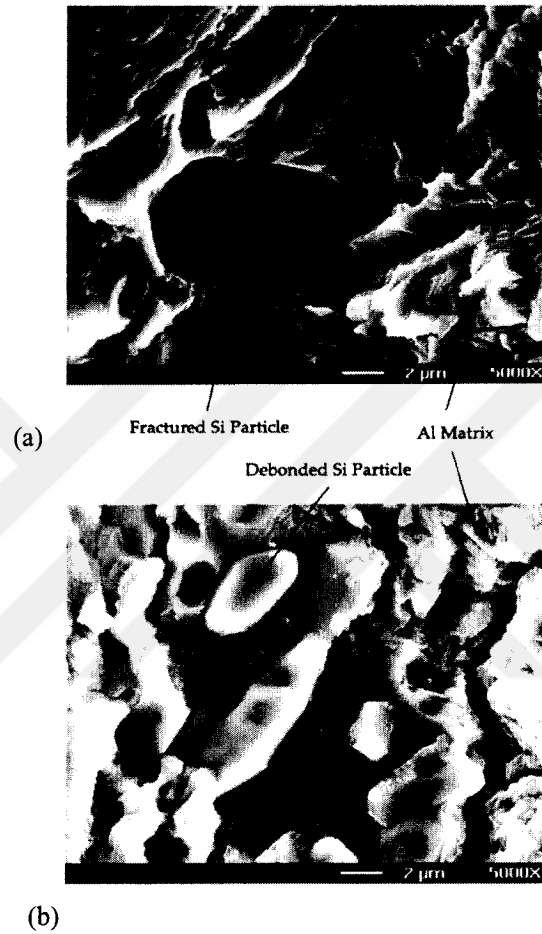 2 µm 5000X
(a)
Fractured Si Particle
Al Matrix
Debonded Si Particle
2 µm 5000X
(b)